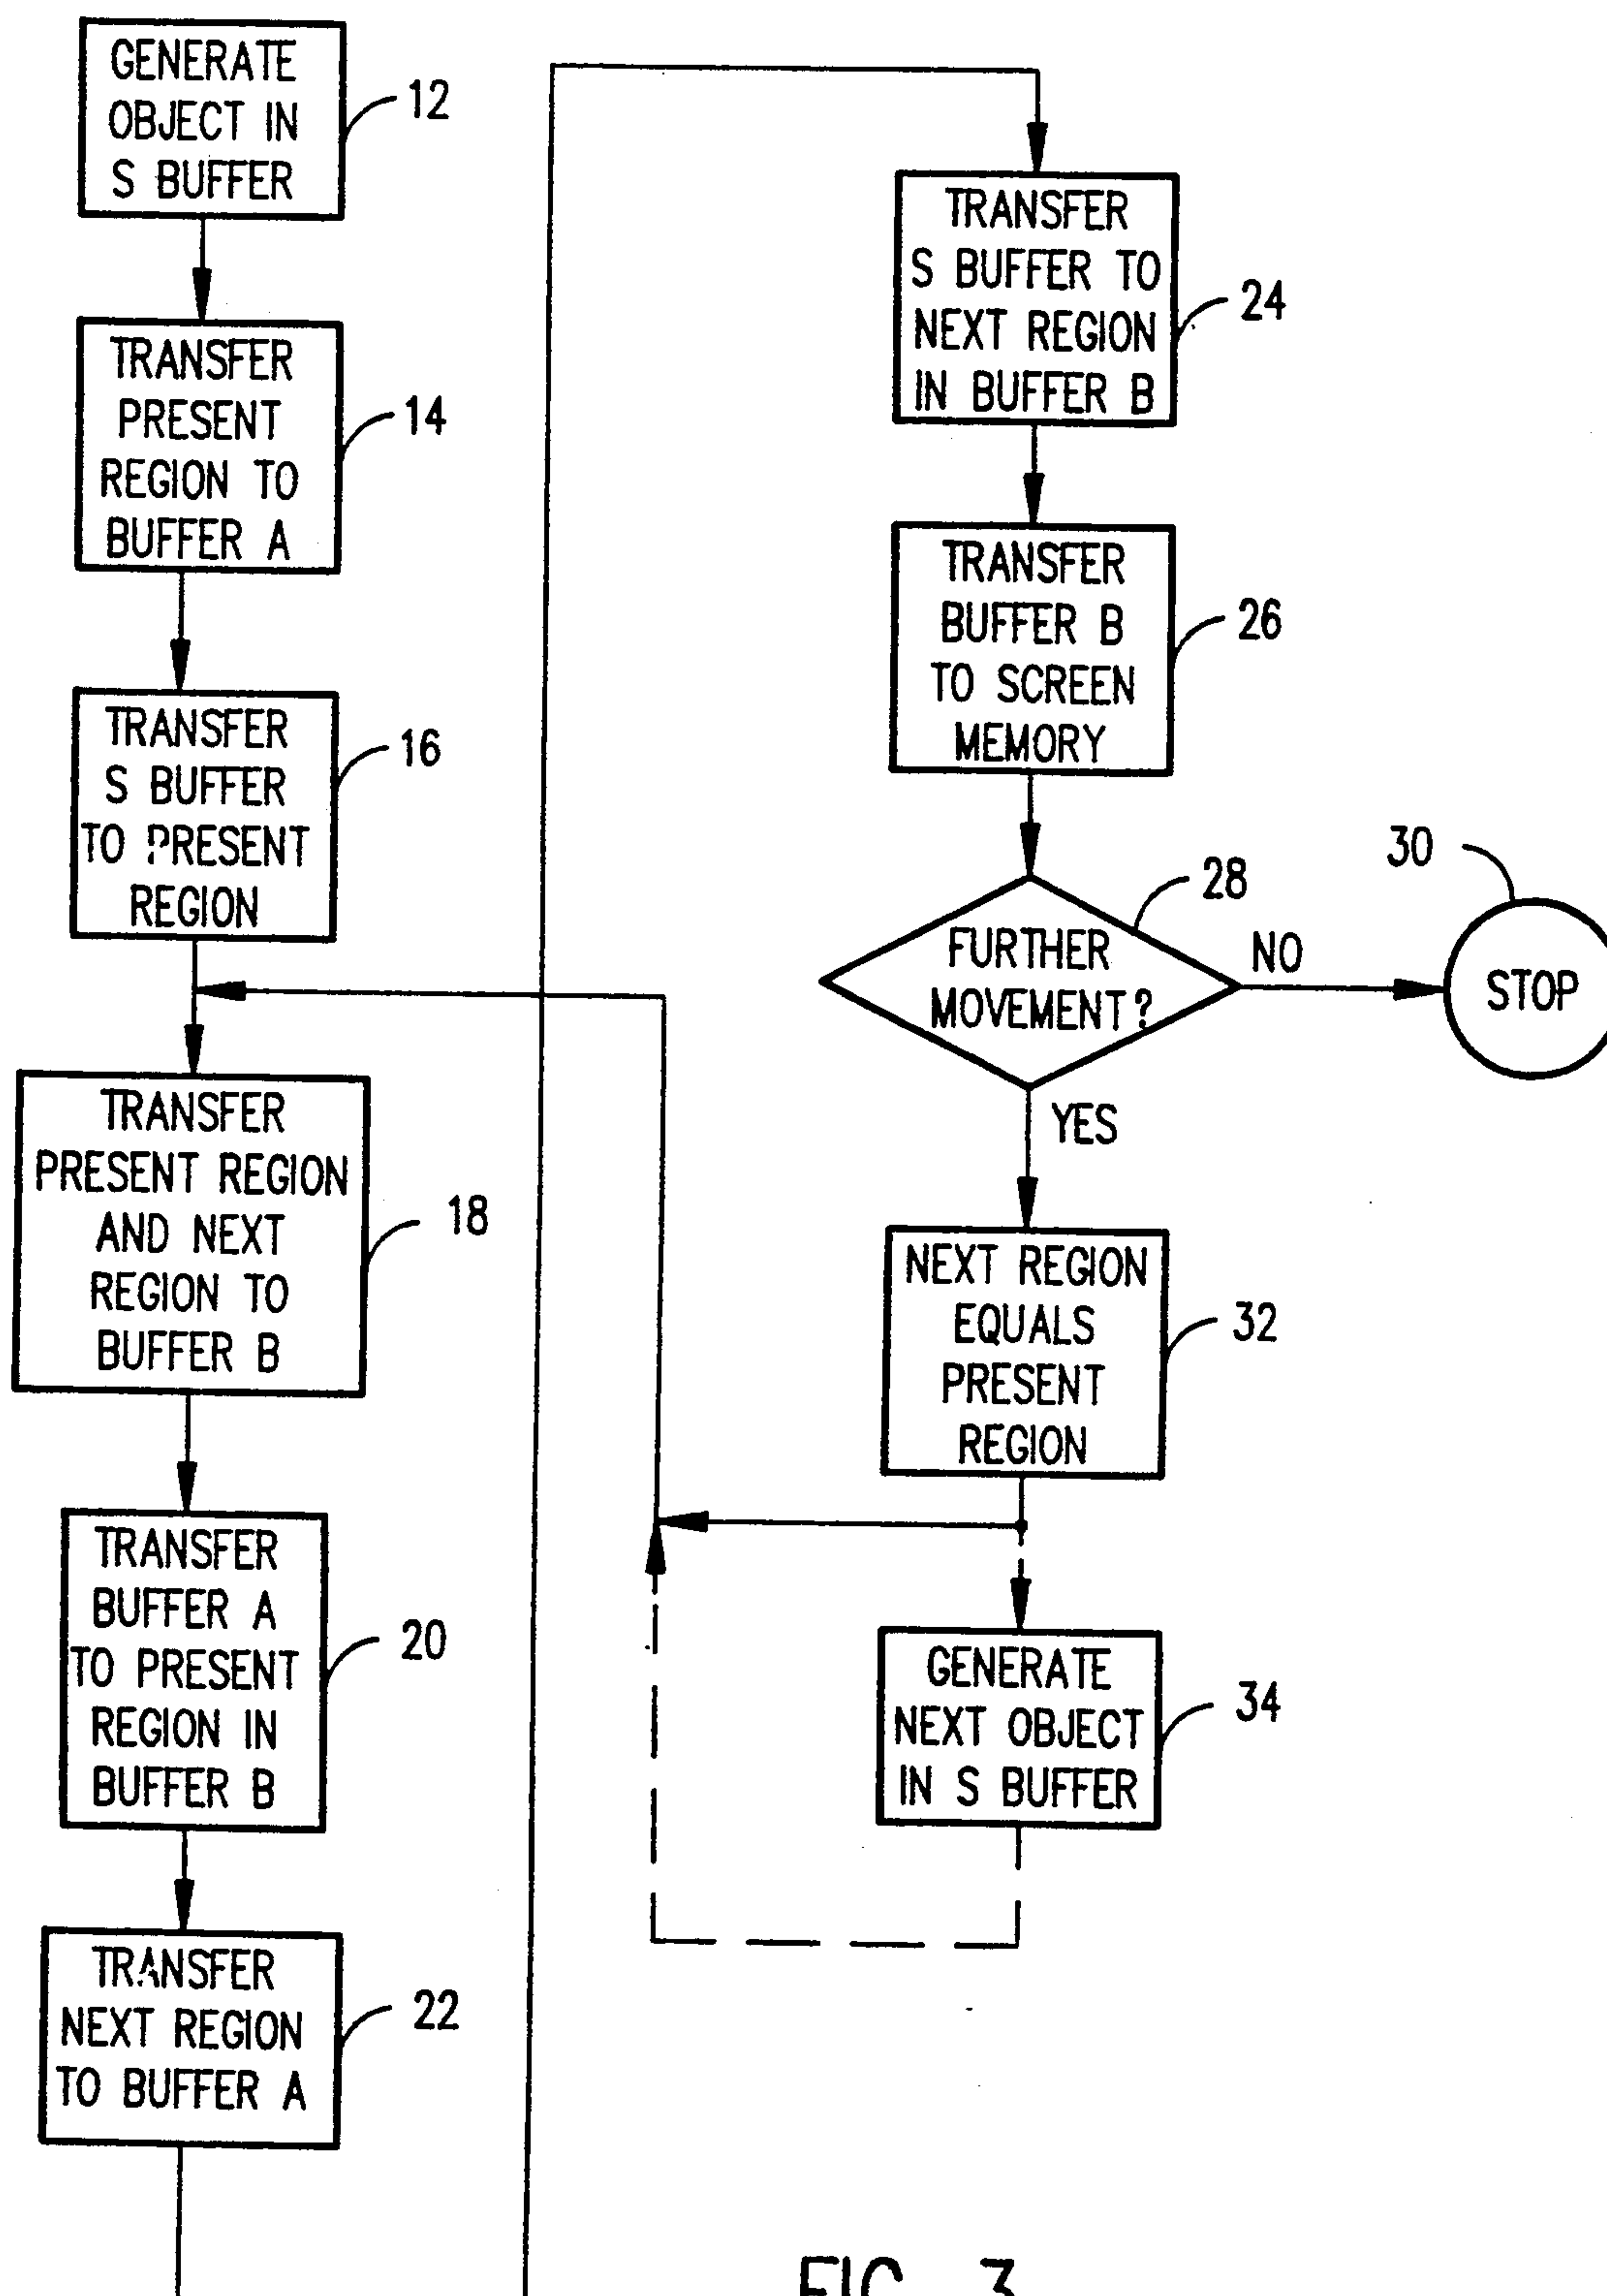 GENERATE
OBJECT IN
S BUFFER
12
TRANSFER
PRESENT
REGION TO
BUFFER A
14
TRANSFER
S BUFFER
TO PRESENT
REGION
16
TRANSFER
PRESENT REGION
AND NEXT
REGION TO
BUFFER B
18
TRANSFER
BUFFER A
TO PRESENT
REGION IN
BUFFER B
20
TRANSFER
NEXT REGION
TO BUFFER A
22
TRANSFER
S BUFFER TO
NEXT REGION
IN BUFFER B
24
TRANSFER
BUFFER B
TO SCREEN
MEMORY
26
FURTHER
MOVEMENT?
28
NO
STOP
30
YES
NEXT REGION
EQUALS
PRESENT
REGION
32
GENERATE
NEXT OBJECT
IN S BUFFER
34
FIG. 3